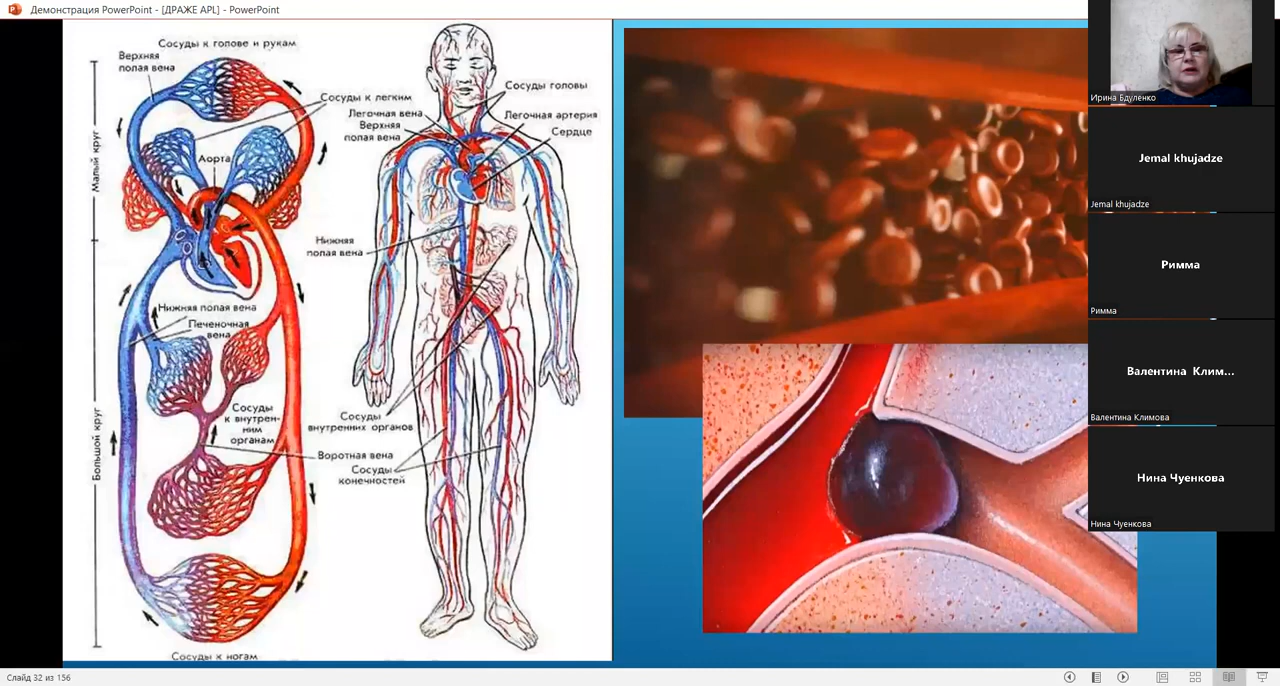 Демонстрация PowerPoint - [ДРАЖЕ APL] - PowerPoint
Сосуды к голове и рукам
Верхняя
полая вена
Сосуды к легким
Аорта
Малый круг
Нижняя полая вена
Печеночная
вена
Сосуды
к внутрен-
ним
органам
Воротная вена
Большой круг
Сосуды к ногам
Сосуды головы
Легочная вена
Верхняя
полая вена
Легочная артерия
Сердце
Нижняя
полая вена
Сосуды
внутренних органов
Сосуды
конечностей
Ирина Бдуленко
Jemal khujadze
Jemal khujadze
Римма
Римма
Валентина Клим...
Валентина Климова
Нина Чуенкова
Нина Чуенкова
Слайд 32 из 156